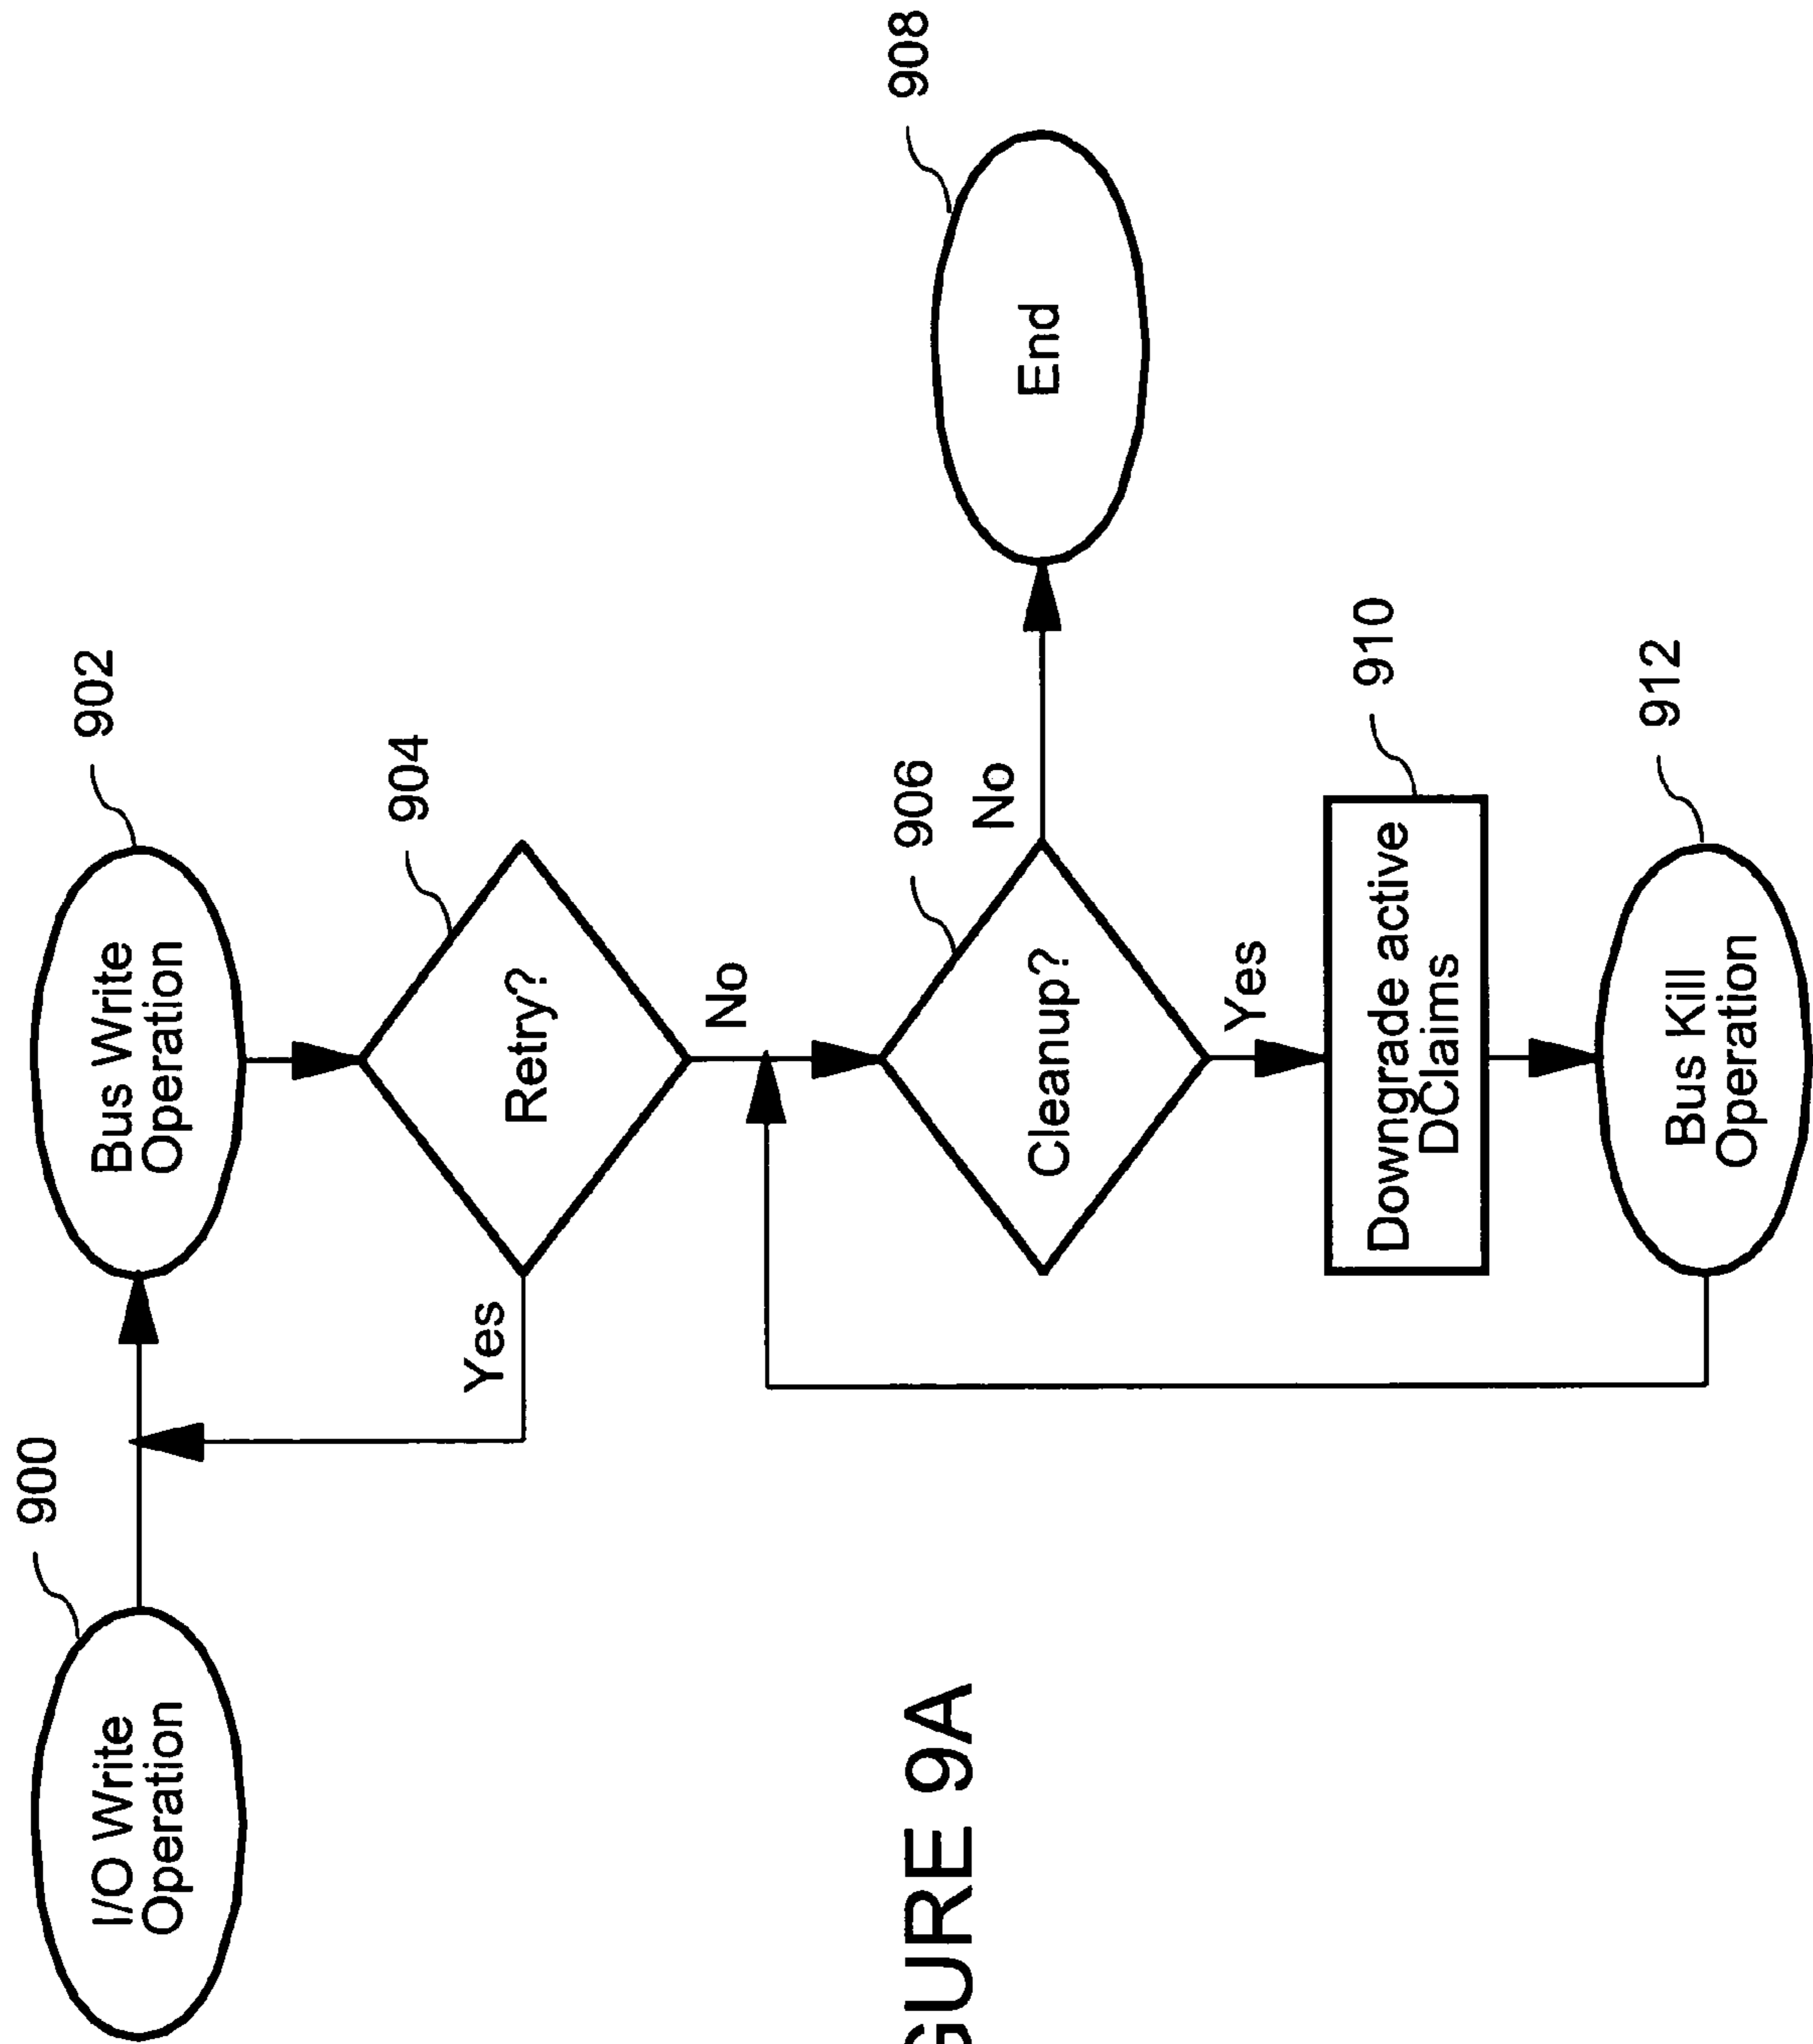 900
I/O Write
Operation
902
Bus Write
Operation
904
Retry?
Yes
No
906
Cleanup?
No
908
End
Yes
910
Downgrade active
DClaims
912
Bus Kill
Operation
GURE 9A